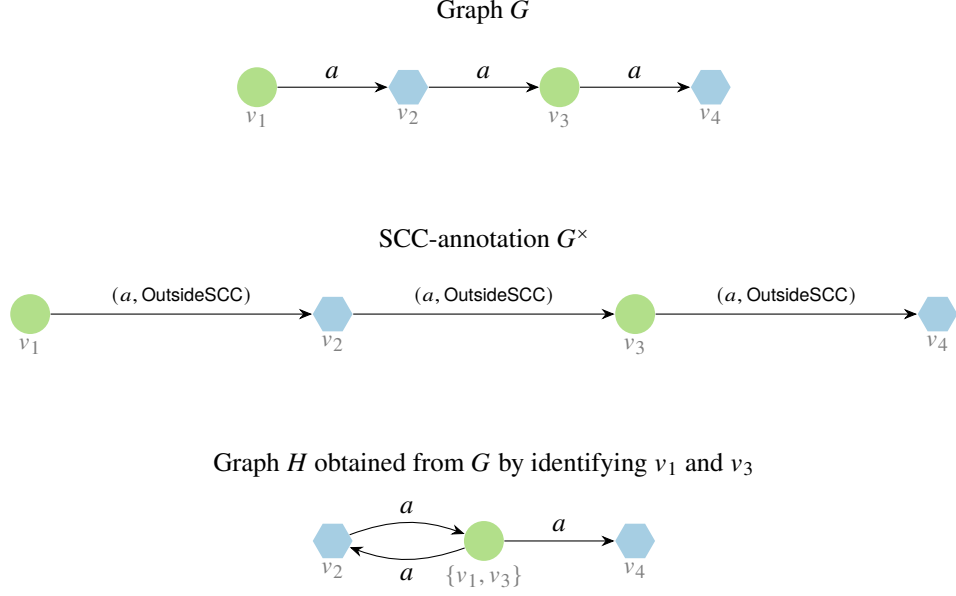 Graph G
a a a
v₁ v₂ v₃ v₄
SCC-annotation G×
(a, OutsideSCC) (a, OutsideSCC) (a, OutsideSCC)
v₁ v₂ v₃ v₄
Graph H obtained from G by identifying v₁ and v₃
a a
a
v₂ {v₁, v₃} v₄